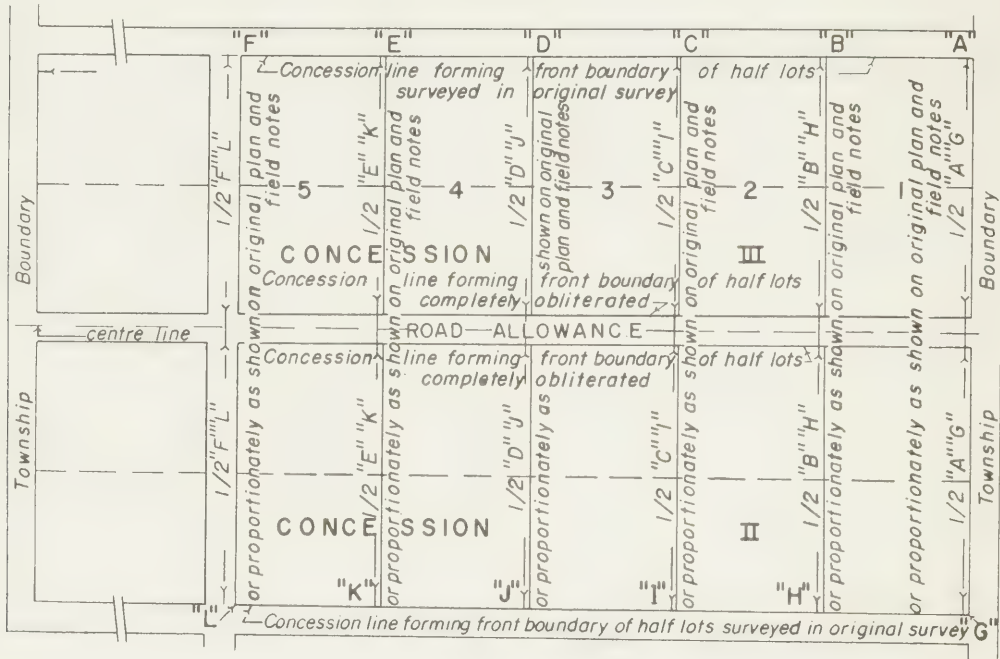 "F"
"E"
"D"
"C"
"B"
"A"
Concession line forming front boundary of half lots
surveyed in original survey
1/2 "F""L"
or proportionately as shown on original plan and
field notes
1/2 "E" "K"
or proportionately as shown on original plan and
field notes
1/2 "D" "J"
or proportionately as
shown on original
plan and field notes
1/2 "C""I"
or proportionately as shown on original plan and
field notes
1/2 "B" "H"
or proportionately as shown on original plan and
field notes
or proportionately as shown on original plan and
field notes
1/2 "A""G"
5
4
3
2
1
Boundary
Boundary
CONCESSION III
Concession line forming front boundary of half lots
completely obliterated
centre line
ROAD ALLOWANCE
Concession line forming front boundary of half lots
completely obliterated
Township
Township
1/2 "F""L"
1/2 "E" "K"
1/2 "D" "J"
1/2 "C""I"
1/2 "B" "H"
1/2 "A""G"
CONCESSION II
"L"
"K"
"J"
"I"
"H"
"G"
Concession line forming front boundary of half lots surveyed in original survey